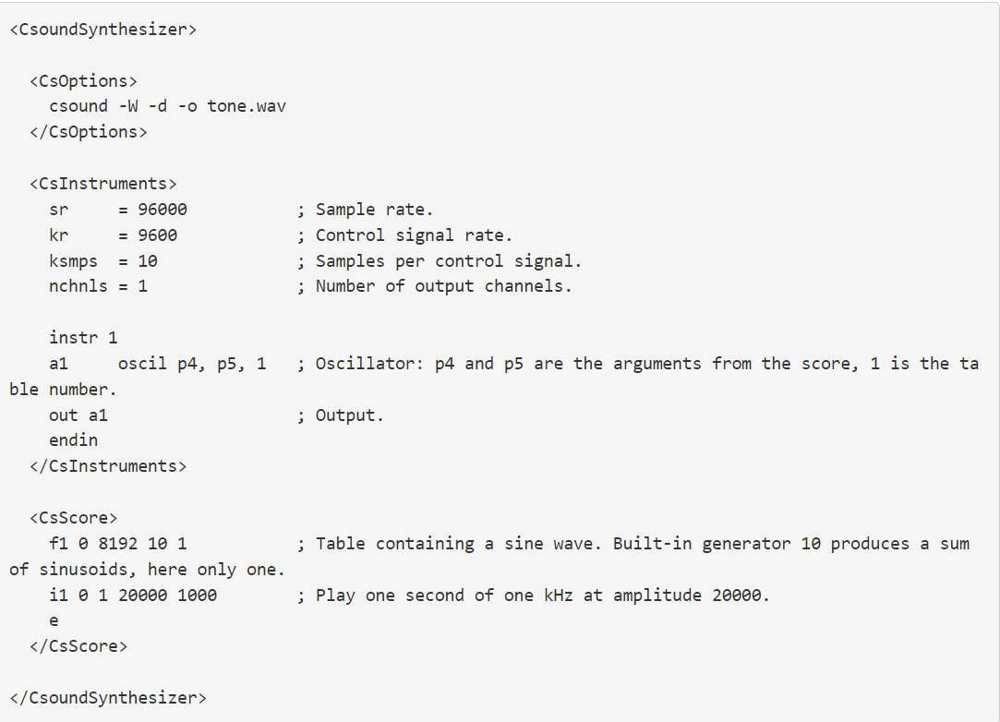 <CsoundSynthesizer>

  <CsOptions>
    csound -W -d -o tone.wav
  </CsOptions>

  <CsInstruments>
    sr     = 96000           ; Sample rate.
    kr     = 9600            ; Control signal rate.
    ksmps  = 10              ; Samples per control signal.
    nchnls = 1               ; Number of output channels.

    instr 1
    a1     oscil p4, p5, 1   ; Oscillator: p4 and p5 are the arguments from the score, 1 is the ta
ble number.
    out a1                   ; Output.
    endin
  </CsInstruments>

  <CsScore>
    f1 0 8192 10 1           ; Table containing a sine wave. Built-in generator 10 produces a sum
of sinusoids, here only one.
    i1 0 1 20000 1000        ; Play one second of one kHz at amplitude 20000.
    e
  </CsScore>

</CsoundSynthesizer>